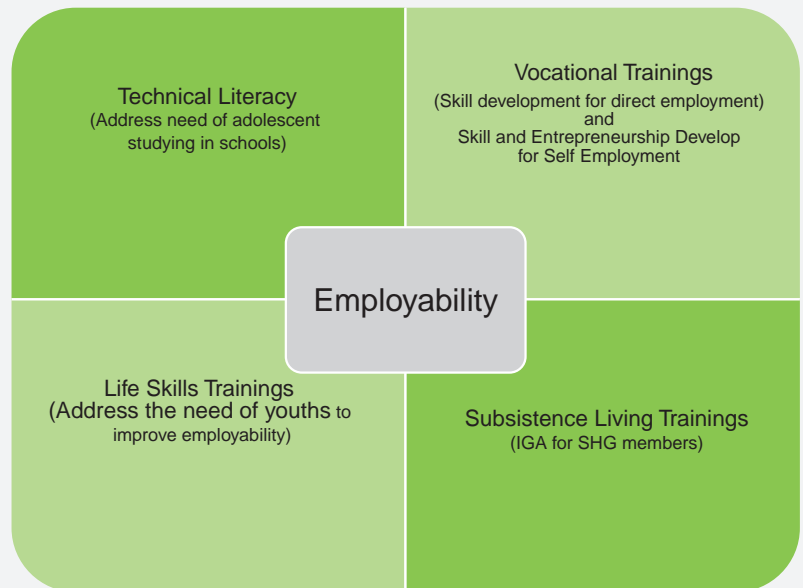 Technical Literacy
(Address need of adolescent
studying in schools)
Vocational Trainings
(Skill development for direct employment)
and
Skill and Entrepreneurship Develop
for Self Employment
Employability
Life Skills Trainings
(Address the need of youths to
improve employability)
Subsistence Living Trainings
(IGA for SHG members)